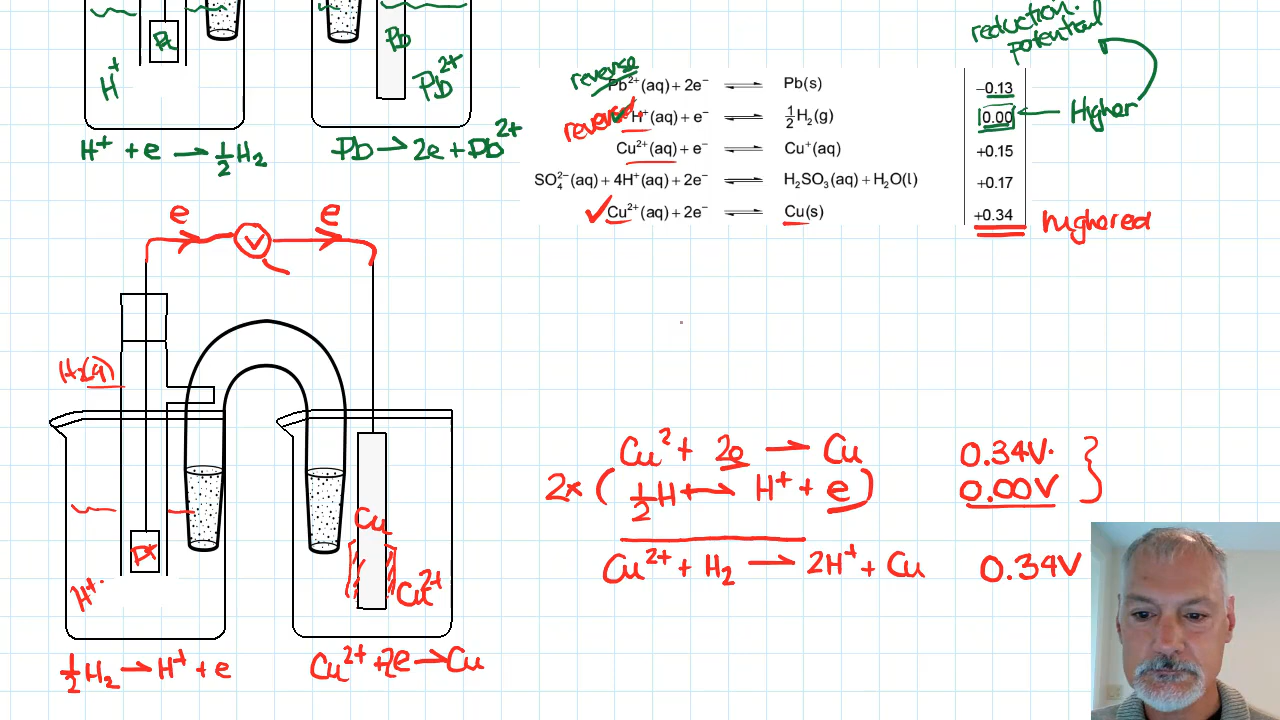 reduction.
potential
Pt
H⁺
Pb
Pb²⁺
H⁺ + e → ½H₂
Pb → 2e + Pb²⁺
reverse
Pb²⁺(aq) + 2e⁻ ⇌ Pb(s) −0.13
reverse
H⁺(aq) + e⁻ ⇌ ½H₂(g) 0.00 ← Higher
Cu²⁺(aq) + e⁻ ⇌ Cu⁺(aq) +0.15
SO₄²⁻(aq) + 4H⁺(aq) + 2e⁻ ⇌ H₂SO₃(aq) + H₂O(l) +0.17
✓ Cu²⁺(aq) + 2e⁻ ⇌ Cu(s) +0.34 highered
e e
V
H₂(g)
Pt
H⁺
Cu
Cu²⁺
½H₂ → H⁺ + e
Cu²⁺ + 2e → Cu
Cu² + 2e → Cu 0.34V.
2x ( ½H → H⁺ + e ) 0.00V
Cu²⁺ + H₂ → 2H⁺ + Cu 0.34V